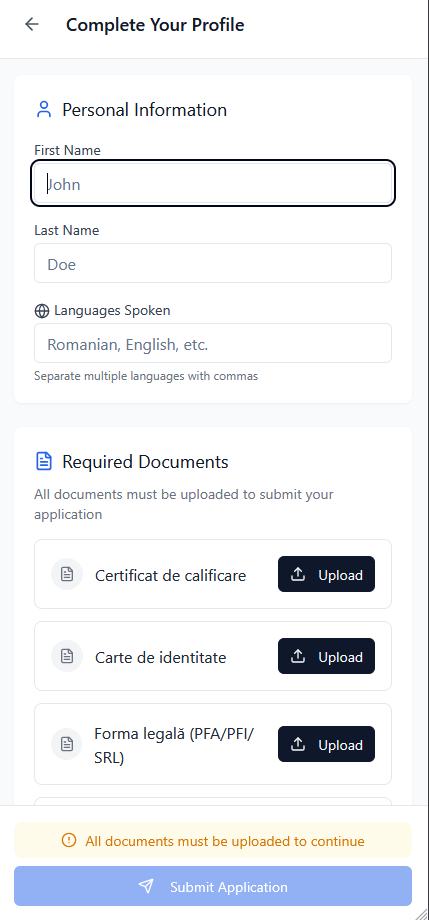 Complete Your Profile
Personal Information
First Name
John
Last Name
Doe
Languages Spoken
Romanian, English, etc.
Separate multiple languages with commas
Required Documents
All documents must be uploaded to submit your
application
Certificat de calificare
Upload
Carte de identitate
Upload
Forma legală (PFA/PFI/
SRL)
Upload
All documents must be uploaded to continue
Submit Application